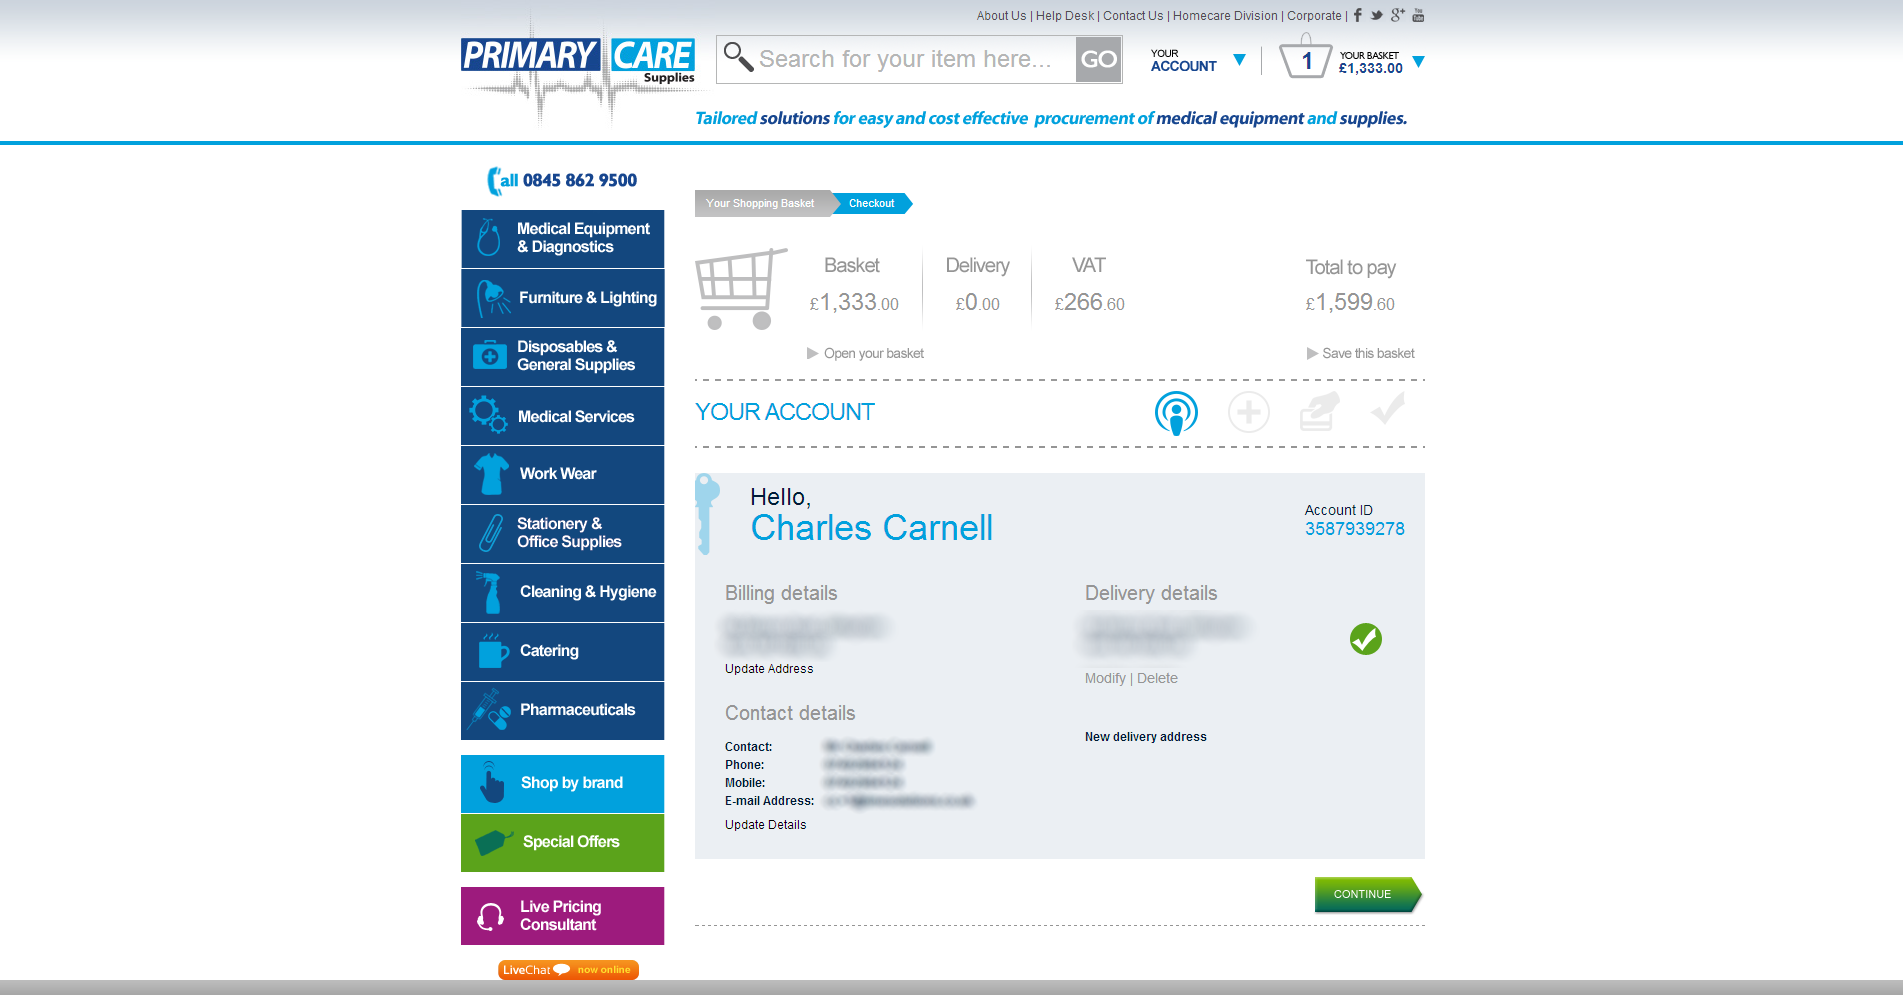 About Us | Help Desk | Contact Us | Homecare Division | Corporate |
PRIMARY CARE
Supplies
Search for your item here...
GO
YOUR
ACCOUNT
1
YOUR BASKET
£1,333.00
Tailored solutions for easy and cost effective procurement of medical equipment and supplies.
Call 0845 862 9500
Medical Equipment
& Diagnostics
Furniture & Lighting
Disposables &
General Supplies
Medical Services
Work Wear
Stationery &
Office Supplies
Cleaning & Hygiene
Catering
Pharmaceuticals
Shop by brand
Special Offers
Live Pricing
Consultant
LiveChat now online
Your Shopping Basket
Checkout
Basket
£1,333.00
Delivery
£0.00
VAT
£266.60
Total to pay
£1,599.60
Open your basket
Save this basket
YOUR ACCOUNT
Hello,
Charles Carnell
Account ID
3587939278
Billing details
Update Address
Delivery details
Modify | Delete
Contact details
Contact:
Phone:
Mobile:
E-mail Address:
Update Details
New delivery address
CONTINUE